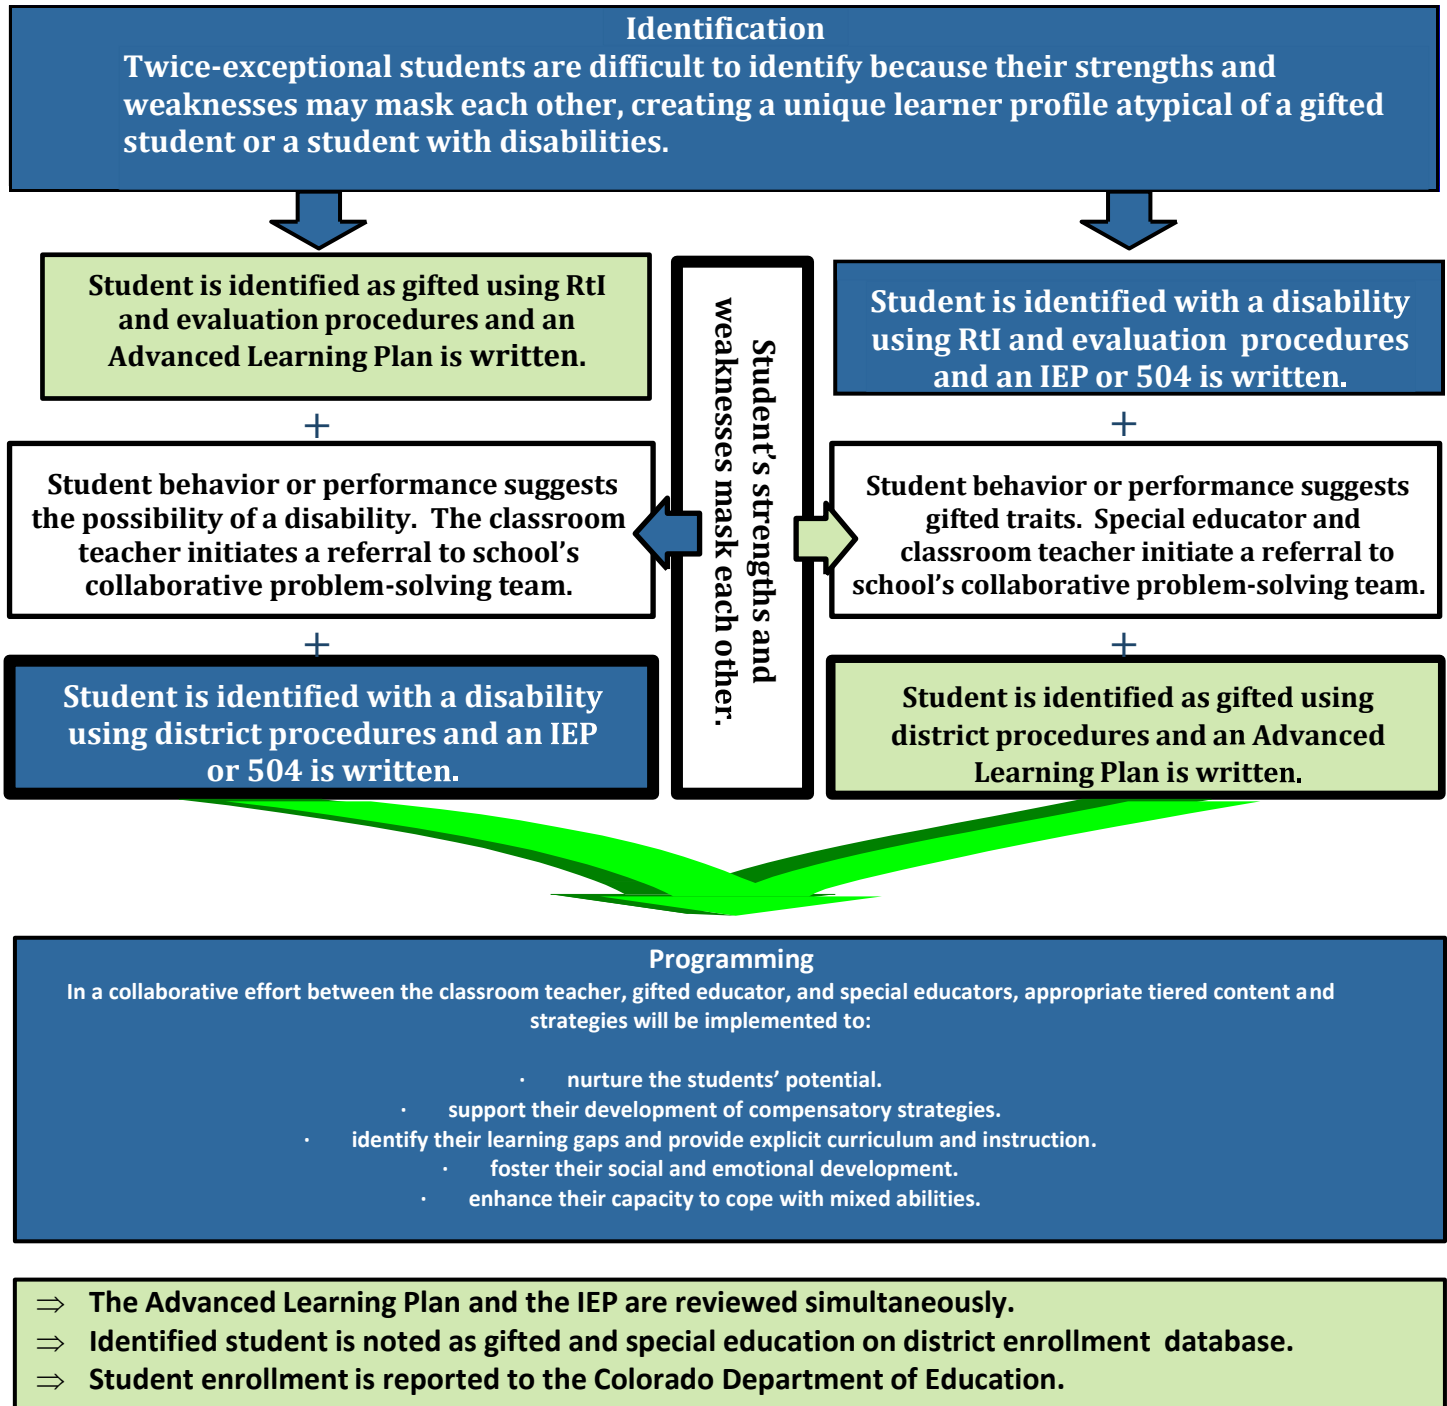 Identification
Twice-exceptional students are difficult to identify because their strengths and
weaknesses may mask each other, creating a unique learner profile atypical of a gifted
student or a student with disabilities.
Student is identified as gifted using RtI
and evaluation procedures and an
Advanced Learning Plan is written.
+
Student behavior or performance suggests
the possibility of a disability. The classroom
teacher initiates a referral to school's
collaborative problem-solving team.
+
Student is identified with a disability
using district procedures and an IEP
or 504 is written.
Student's strengths and
weaknesses mask each other.
Student is identified with a disability
using RtI and evaluation procedures
and an IEP or 504 is written.
+
Student behavior or performance suggests
gifted traits. Special educator and
classroom teacher initiate a referral to
school's collaborative problem-solving team.
+
Student is identified as gifted using
district procedures and an Advanced
Learning Plan is written.
Programming
In a collaborative effort between the classroom teacher, gifted educator, and special educators, appropriate tiered content and
strategies will be implemented to:
· nurture the students' potential.
· support their development of compensatory strategies.
· identify their learning gaps and provide explicit curriculum and instruction.
· foster their social and emotional development.
· enhance their capacity to cope with mixed abilities.
⇒ The Advanced Learning Plan and the IEP are reviewed simultaneously.
⇒ Identified student is noted as gifted and special education on district enrollment database.
⇒ Student enrollment is reported to the Colorado Department of Education.